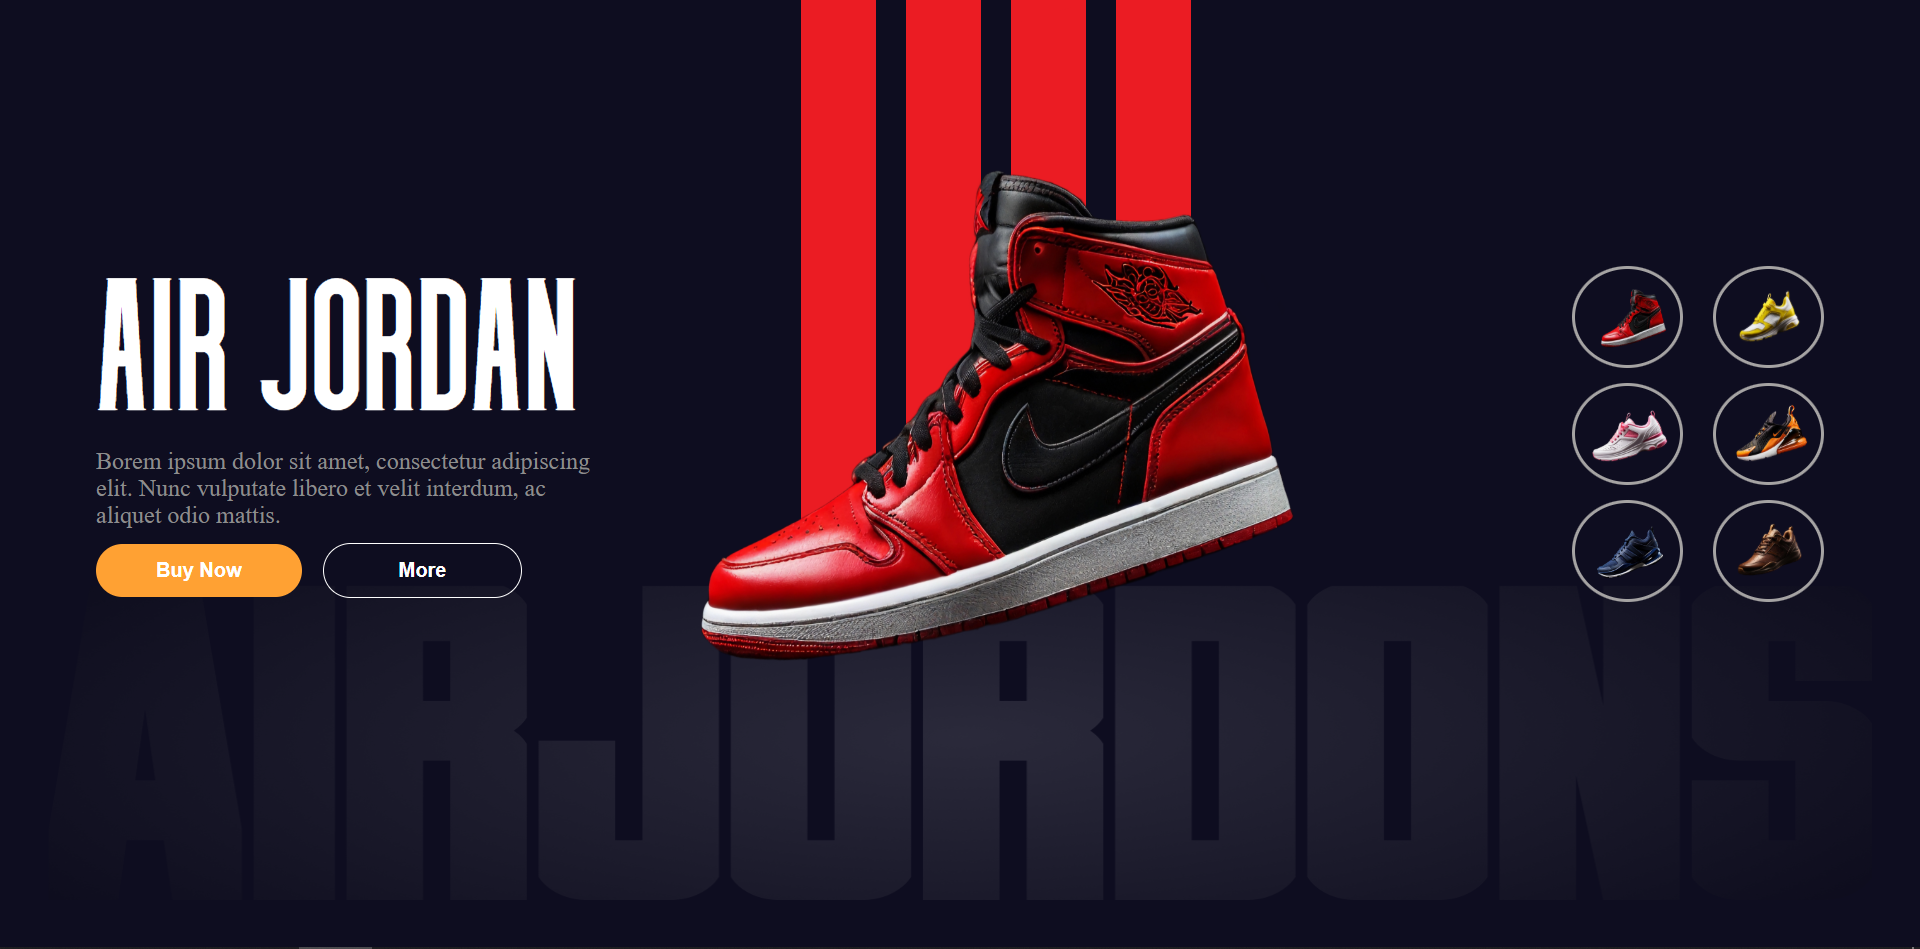 AIR JORDAN
Borem ipsum dolor sit amet, consectetur adipiscing
elit. Nunc vulputate libero et velit interdum, ac
aliquet odio mattis.
Buy Now
More
AIRJORDONS